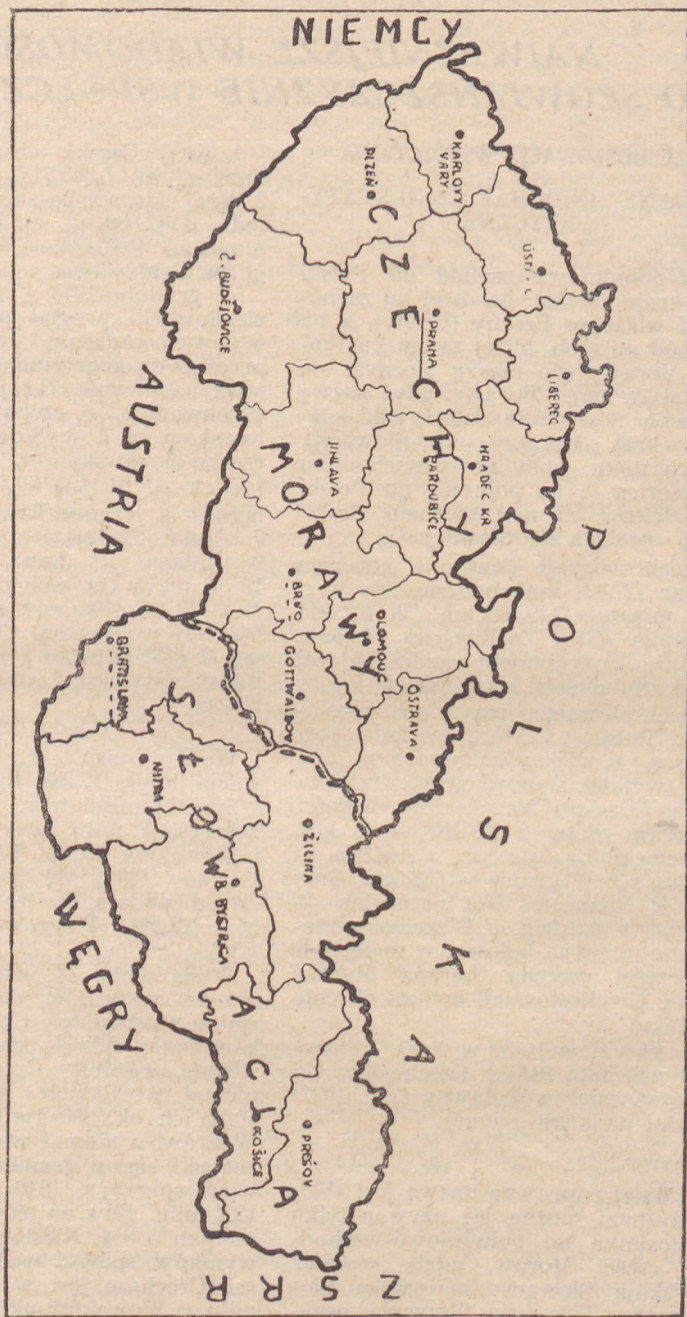 NIEMCY
POLSKA
ZSRR
AUSTRIA
WĘGRY
CZECHY
MORAWY
SŁOWACJA
KARLOVY
VARY
PLZEŇ
Č. BUDĚJOVICE
PRAHA
LIBEREC
HRADEC KR
PARDUBICE
JIHLAVA
BRNO
OLOMOUC
OSTRAVA
GOTTWALDOV
BRATISLAVA
NITRA
ŽILINA
B. BYSTRICA
KOŠICE
PREŠOV